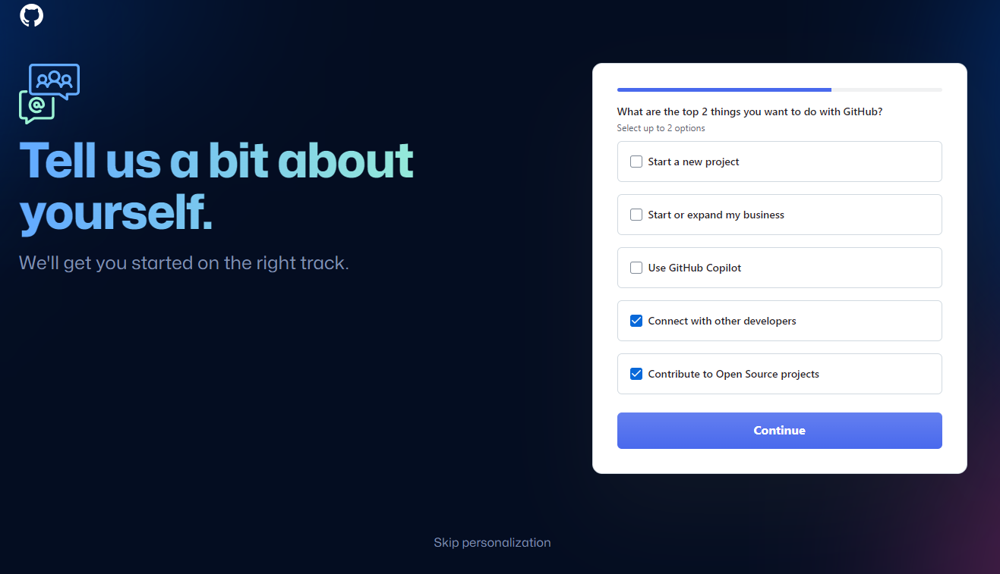 @
Tell us a bit about
yourself.
We'll get you started on the right track.
What are the top 2 things you want to do with GitHub?
Select up to 2 options
Start a new project
Start or expand my business
Use GitHub Copilot
Connect with other developers
Contribute to Open Source projects
Continue
Skip personalization